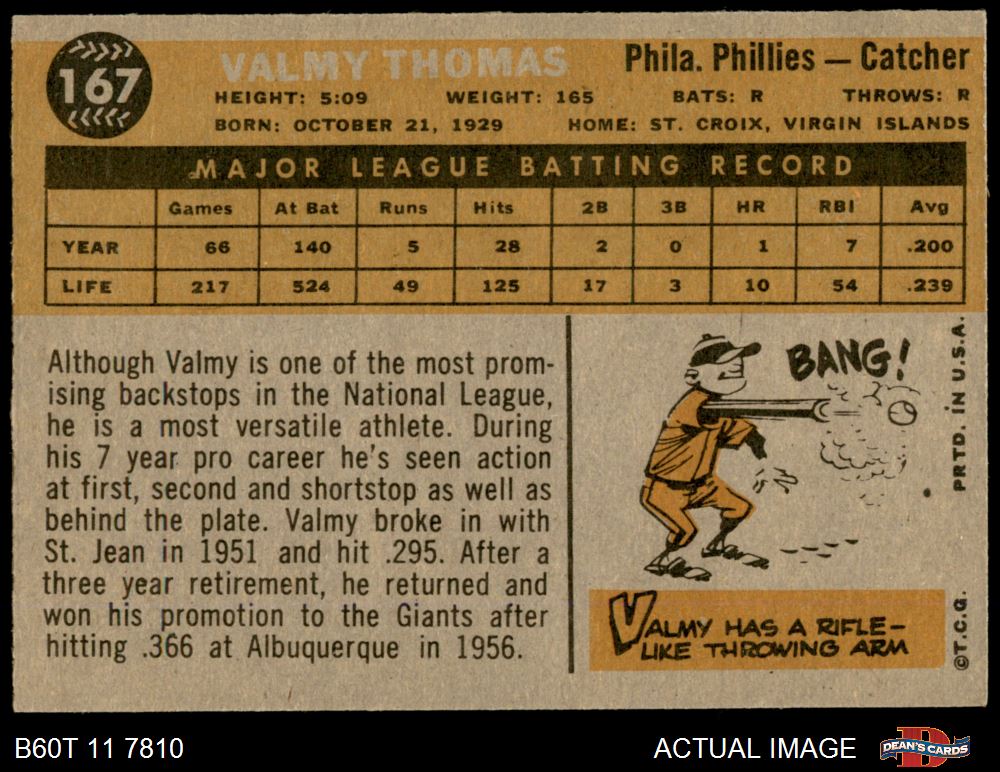 167
VALMY THOMAS
Phila. Phillies — Catcher
HEIGHT: 5:09 WEIGHT: 165 BATS: R THROWS: R
BORN: OCTOBER 21, 1929 HOME: ST. CROIX, VIRGIN ISLANDS
MAJOR LEAGUE BATTING RECORD
Games At Bat Runs Hits 2B 3B HR RBI Avg
YEAR 66 140 5 28 2 0 1 7 .200
LIFE 217 524 49 125 17 3 10 54 .239
Although Valmy is one of the most prom-
ising backstops in the National League,
he is a most versatile athlete. During
his 7 year pro career he's seen action
at first, second and shortstop as well as
behind the plate. Valmy broke in with
St. Jean in 1951 and hit .295. After a
three year retirement, he returned and
won his promotion to the Giants after
hitting .366 at Albuquerque in 1956.
BANG!
VALMY HAS A RIFLE-
LIKE THROWING ARM
©T.C.G. PRTD. IN U.S.A.
B60T 11 7810
ACTUAL IMAGE
DEAN'S CARDS